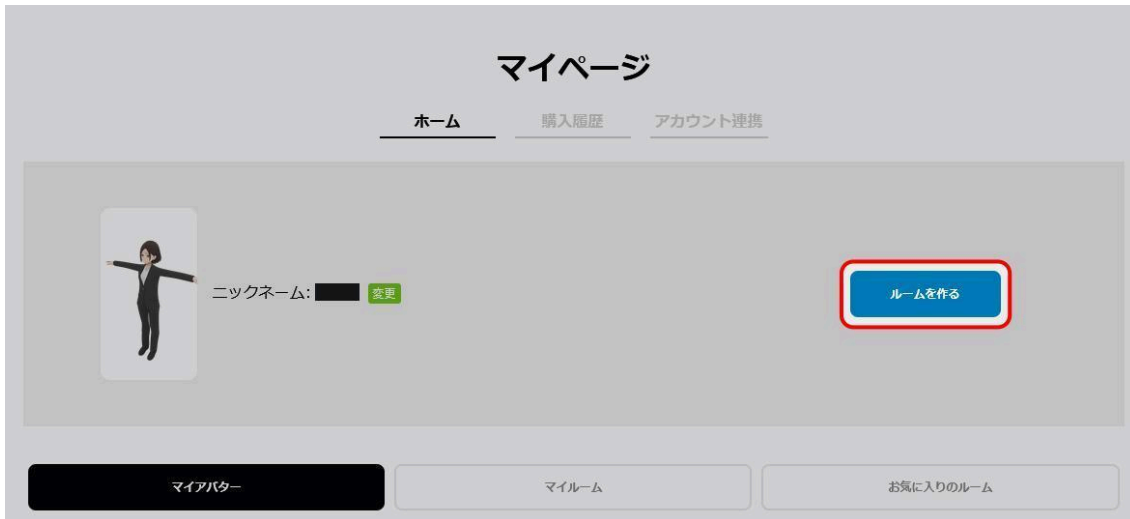 マイページ
ホーム 購入履歴 アカウント連携
ニックネーム: 変更
ルームを作る
マイアバター マイルーム お気に入りのルーム